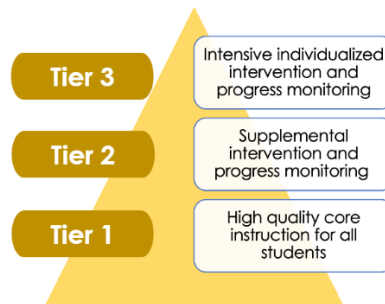 Tier 3
Intensive individualized
intervention and
progress monitoring
Tier 2
Supplemental
intervention and
progress monitoring
Tier 1
High quality core
instruction for all
students